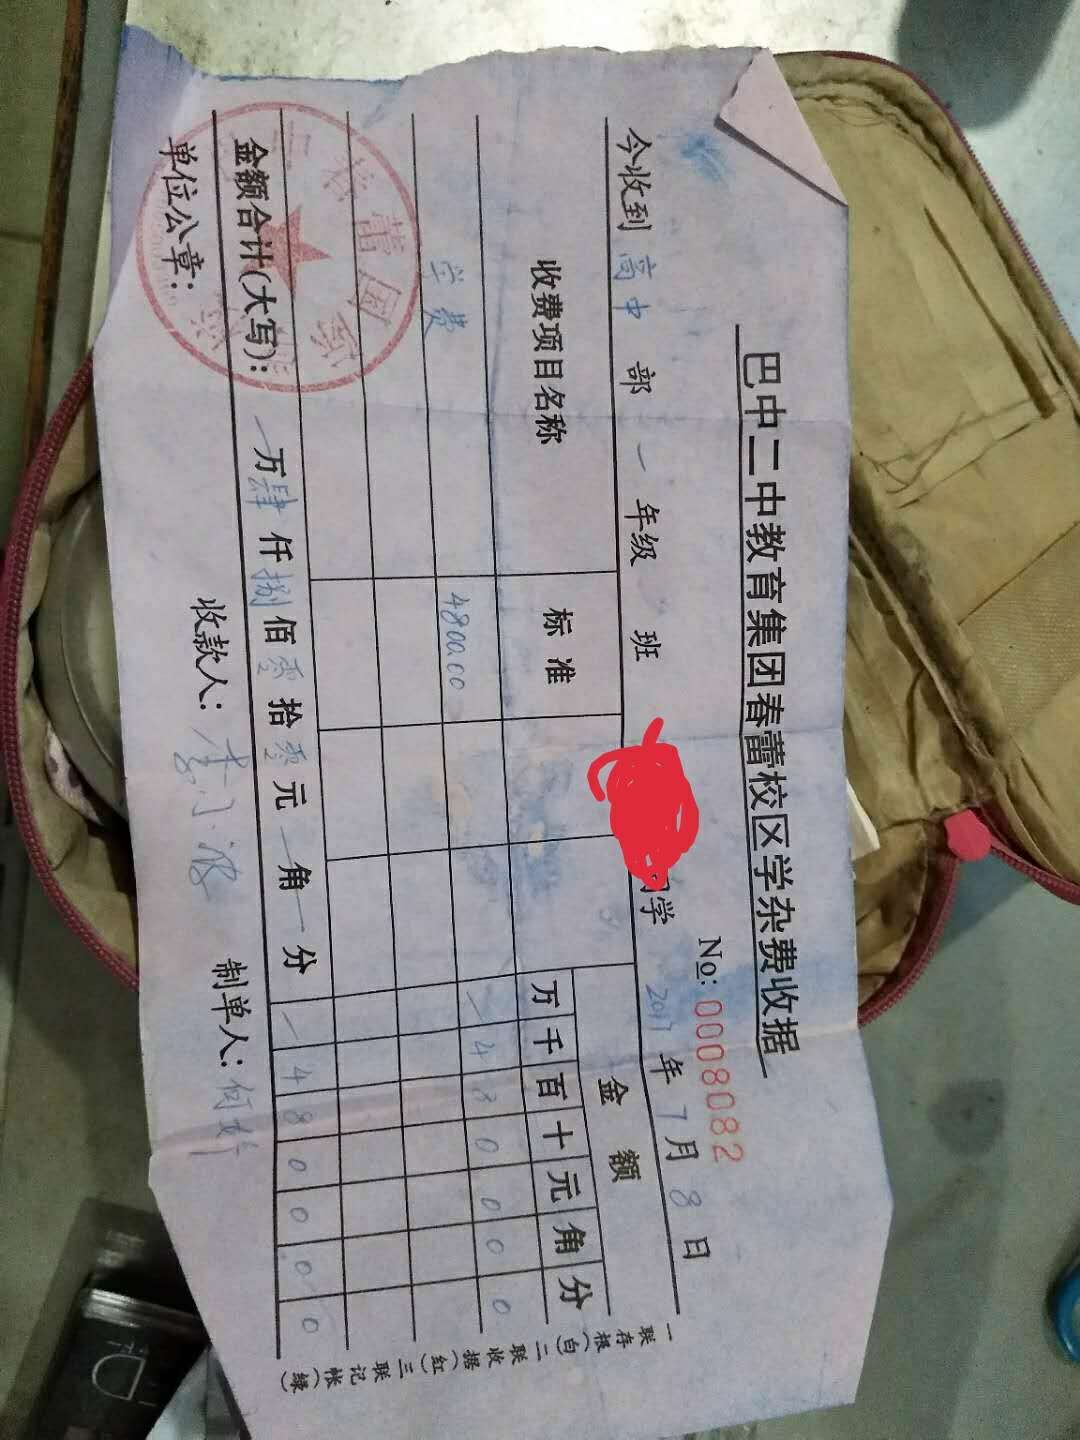 巴中二中教育集团春蕾校区学杂费收据
No: 0008082
今收到 高中 部 一 年级 班 同学 2017 年 7 月 8 日
收费项目名称 标准 金额
万 千 百 十 元 角 分
学费 4800.00 一 4 8 0 0 0 0
金额合计(大写): 一万肆仟捌佰零拾零元一角一分 一 4 8 0 0 0 0
单位公章: 收款人: 制单人: 何婷
一联存根(白)二联收据(红)三联记帐(绿)